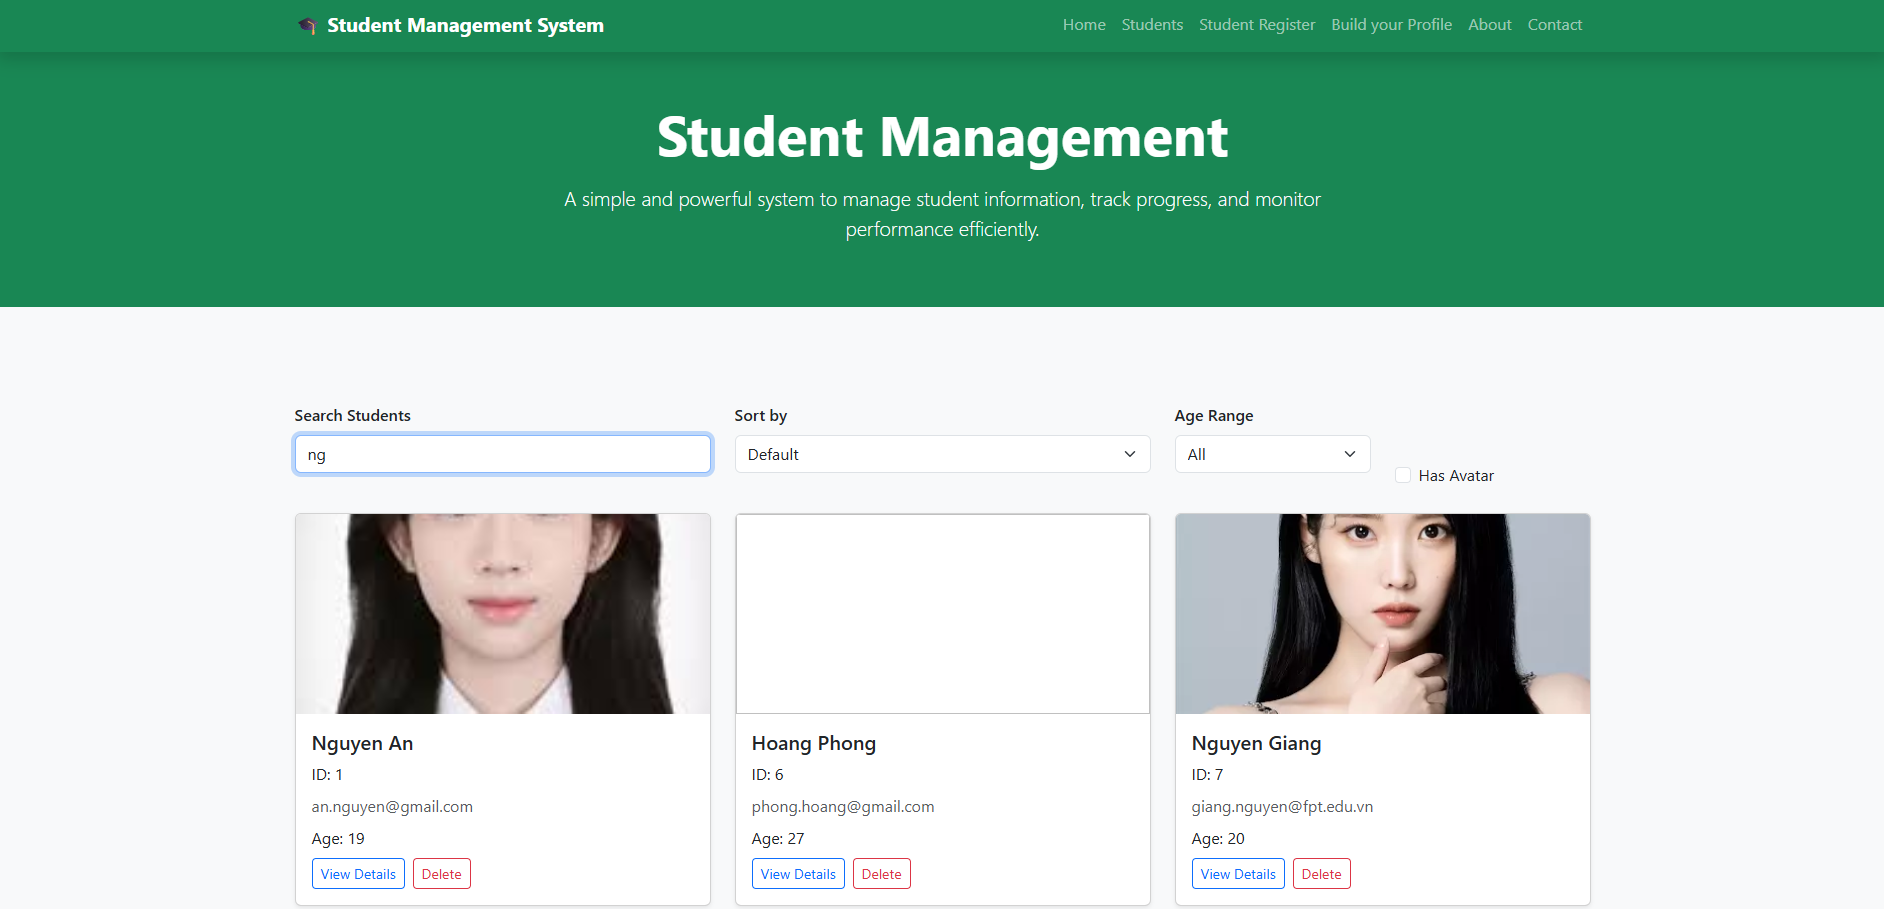 Student Management System
Home Students Student Register Build your Profile About Contact
Student Management
A simple and powerful system to manage student information, track progress, and monitor
performance efficiently.
Search Students
ng
Sort by
Default
Age Range
All
Has Avatar
Nguyen An
ID: 1
an.nguyen@gmail.com
Age: 19
View Details Delete
Hoang Phong
ID: 6
phong.hoang@gmail.com
Age: 27
View Details Delete
Nguyen Giang
ID: 7
giang.nguyen@fpt.edu.vn
Age: 20
View Details Delete